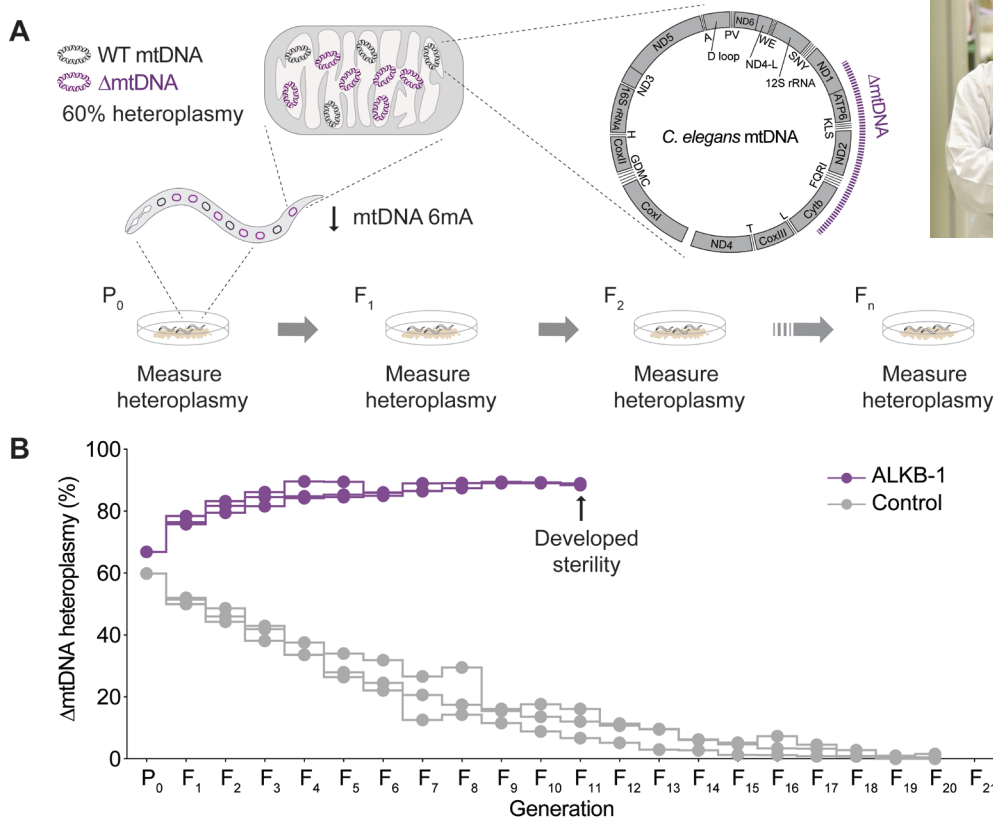 A
WT mtDNA
ΔmtDNA
60% heteroplasmy
↓ mtDNA 6mA
C. elegans mtDNA
ΔmtDNA
A
PV
ND6
WE
D loop
ND4-L
12S rRNA
SNY
ND1
ATP6
KLS
ND2
FQRI
Cytb
L
CoxIII
T
ND4
CoxI
GDMC
CoxII
H
16S rRNA
ND3
ND5
P0
F1
F2
Fn
Measure
heteroplasmy
Measure
heteroplasmy
Measure
heteroplasmy
Measure
heteroplasmy
B
ΔmtDNA heteroplasmy (%)
100
80
60
40
20
0
ALKB-1
Control
Developed
sterility
P0 F1 F2 F3 F4 F5 F6 F7 F8 F9 F10 F11 F12 F13 F14 F15 F16 F17 F18 F19 F20 F21
Generation